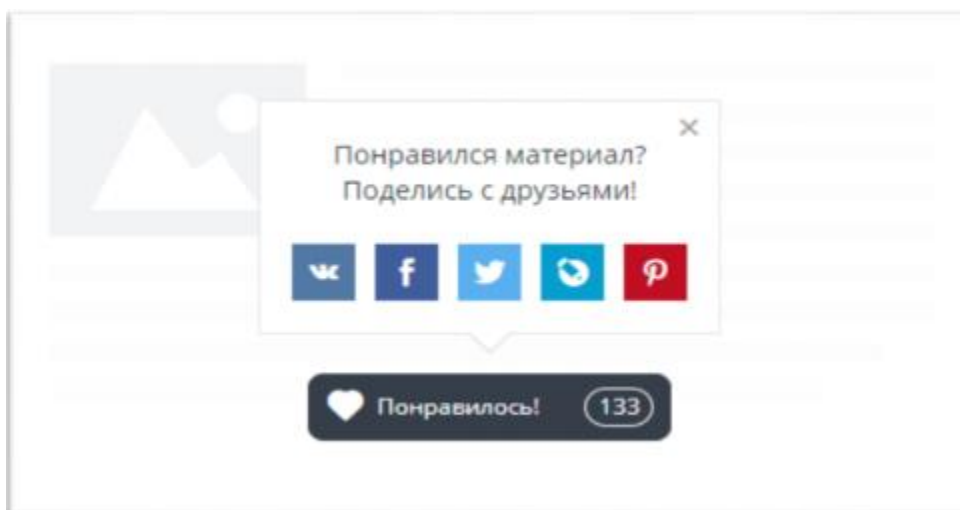 Понравился материал?
Поделись с друзьями!
Понравилось! 133